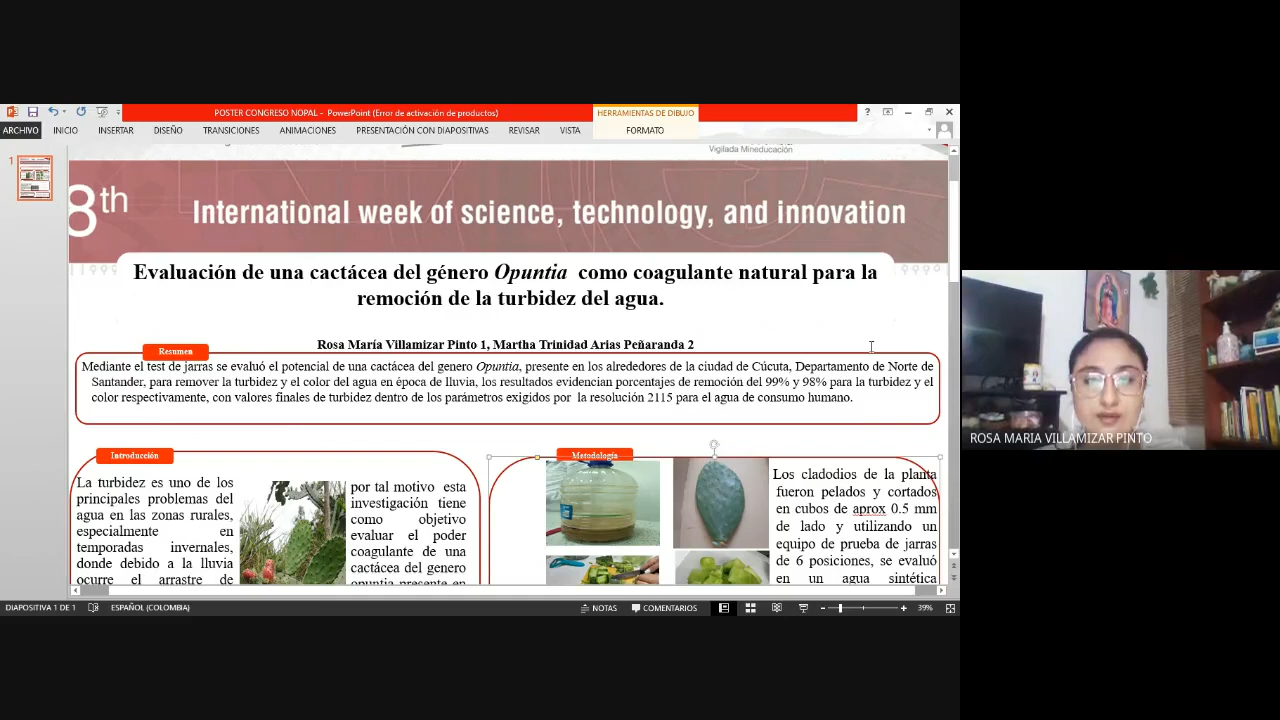 POSTER CONGRESO NOPAL - PowerPoint (Error de activación de productos)
HERRAMIENTAS DE DIBUJO
?
ARCHIVO INICIO INSERTAR DISEÑO TRANSICIONES ANIMACIONES PRESENTACIÓN CON DIAPOSITIVAS REVISAR VISTA FORMATO
1
Vigilada Mineducación
8th
International week of science, technology, and innovation
Evaluación de una cactácea del género Opuntia como coagulante natural para la
remoción de la turbidez del agua.
Rosa María Villamizar Pinto 1, Martha Trinidad Arias Peñaranda 2
Resumen
Mediante el test de jarras se evaluó el potencial de una cactácea del genero Opuntia, presente en los alrededores de la ciudad de Cúcuta, Departamento de Norte de
Santander, para remover la turbidez y el color del agua en época de lluvia, los resultados evidencian porcentajes de remoción del 99% y 98% para la turbidez y el
color respectivamente, con valores finales de turbidez dentro de los parámetros exigidos por la resolución 2115 para el agua de consumo humano.
Introducción
La turbidez es uno de los
principales problemas del
agua en las zonas rurales,
especialmente en
temporadas invernales,
donde debido a la lluvia
ocurre el arrastre de
por tal motivo esta
investigación tiene
como objetivo
evaluar el poder
coagulante de una
cactácea del genero
opuntia presente en
Metodología
Los cladodios de la planta
fueron pelados y cortados
en cubos de aprox 0.5 mm
de lado y utilizando un
equipo de prueba de jarras
de 6 posiciones, se evaluó
en un agua sintética
ROSA MARIA VILLAMIZAR PINTO
DIAPOSITIVA 1 DE 1 ESPAÑOL (COLOMBIA) NOTAS COMENTARIOS 39%